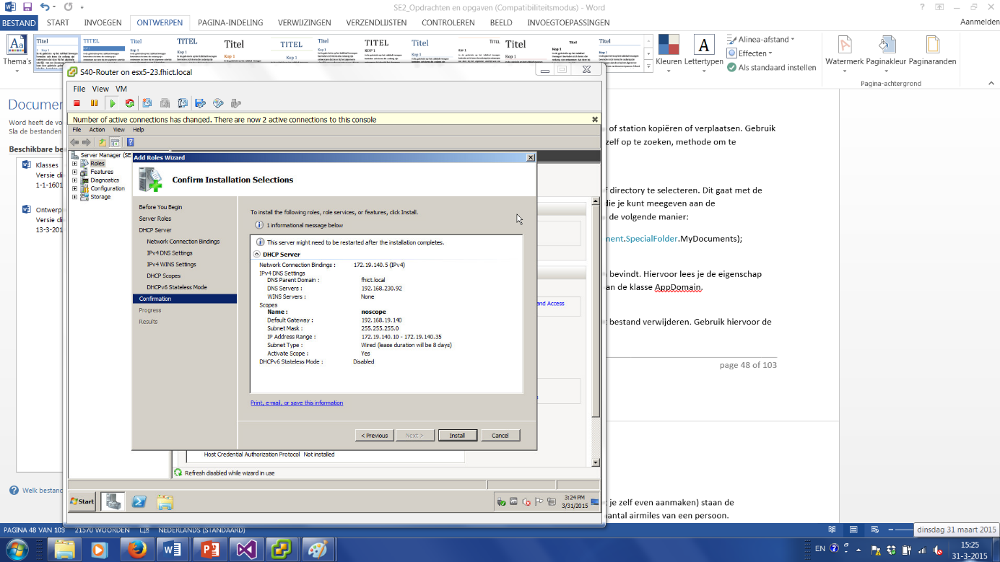 SE2_Opdrachten en opgaven (Compatibiliteitsmodus) - Word
BESTAND START INVOEGEN ONTWERPEN PAGINA-INDELING VERWIJZINGEN VERZENDLIJSTEN CONTROLEREN BEELD INVOEGTOEPASSINGEN
Aanmelden
Thema's
Titel
Kop 1
TITEL
KOP 1
Kleuren Lettertypen
Alinea-afstand
Effecten
Als standaard instellen
Watermerk Paginakleur Paginaranden
Pagina-achtergrond
Docume
Word heeft de vo
Sla de bestanden
Beschikbare be
Klasses
Versie di
1-1-1601
Ontwerp
Versie di
13-3-201
Welk bestand
S40-Router on esx5-23.fhict.local
File View VM
Number of active connections has changed. There are now 2 active connections to this console
File Action View Help
Server Manager (SE
Roles
Features
Diagnostics
Configuration
Storage
Add Roles Wizard
Confirm Installation Selections
Before You Begin
Server Roles
DHCP Server
Network Connection Bindings
IPv4 DNS Settings
IPv4 WINS Settings
DHCP Scopes
DHCPv6 Stateless Mode
Confirmation
Progress
Results
To install the following roles, role services, or features, click Install.
1 informational message below
This server might need to be restarted after the installation completes.
DHCP Server
Network Connection Bindings : 172.19.140.5 (IPv4)
IPv4 DNS Settings
DNS Parent Domain : fhict.local
DNS Servers : 192.168.230.92
WINS Servers : None
Scopes
Name : noscope
Default Gateway : 192.168.19.140
Subnet Mask : 255.255.255.0
IP Address Range : 172.19.140.10 - 172.19.140.35
Subnet Type : Wired (lease duration will be 8 days)
Activate Scope : Yes
DHCPv6 Stateless Mode : Disabled
Print, e-mail, or save this information
< Previous Next > Install Cancel
and Access
Host Credential Authorization Protocol Not installed
Refresh disabled while wizard in use
Start
3:24 PM
3/31/2015
of station kopiëren of verplaatsen. Gebruik
zelf op te zoeken, methode om te
directory te selecteren. Dit gaat met de
die je kunt meegeven aan de
de volgende manier:
ment.SpecialFolder.MyDocuments);
bevindt. Hiervoor lees je de eigenschap
an de klasse AppDomain.
bestand verwijderen. Gebruik hiervoor de
page 48 of 103
je zelf even aanmaken) staan de
antal airmiles van een persoon.
PAGINA 48 VAN 103 21570 WOORDEN NEDERLANDS (STANDAARD)
dinsdag 31 maart 2015
EN
15:25
31-3-2015